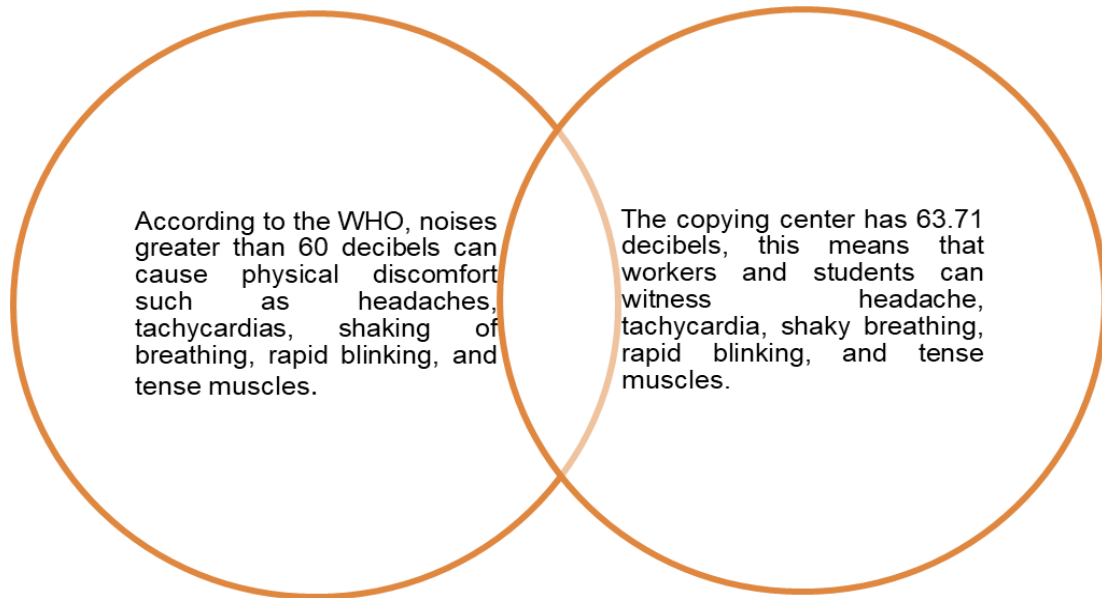 According to the WHO, noises
greater than 60 decibels can
cause physical discomfort
such as headaches,
tachycardias, shaking of
breathing, rapid blinking, and
tense muscles.
The copying center has 63.71
decibels, this means that
workers and students can
witness headache,
tachycardia, shaky breathing,
rapid blinking, and tense
muscles.